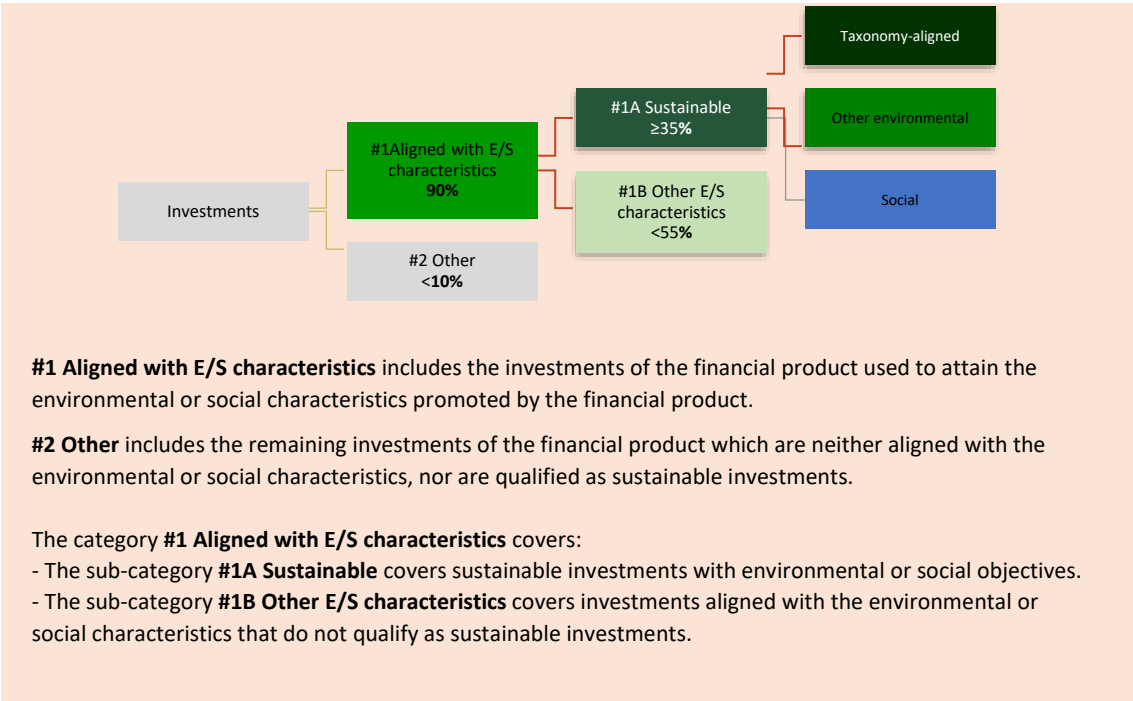 Taxonomy-aligned
#1A Sustainable
≥35%
Other environmental
#1Aligned with E/S
characteristics
90%
#1B Other E/S
characteristics
<55%
Social
Investments
#2 Other
<10%
#1 Aligned with E/S characteristics includes the investments of the financial product used to attain the
environmental or social characteristics promoted by the financial product.
#2 Other includes the remaining investments of the financial product which are neither aligned with the
environmental or social characteristics, nor are qualified as sustainable investments.
The category #1 Aligned with E/S characteristics covers:
- The sub-category #1A Sustainable covers sustainable investments with environmental or social objectives.
- The sub-category #1B Other E/S characteristics covers investments aligned with the environmental or
social characteristics that do not qualify as sustainable investments.